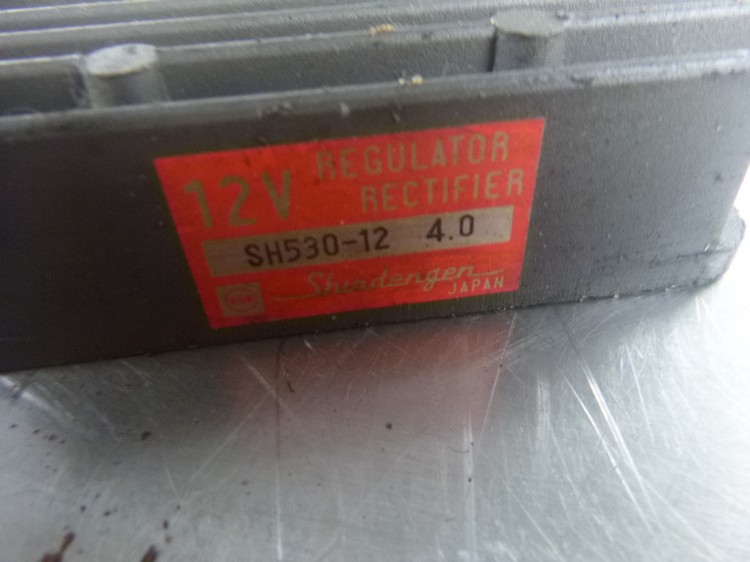 12V REGULATOR
RECTIFIER
SH530-12 4.0
Shindengen
JAPAN